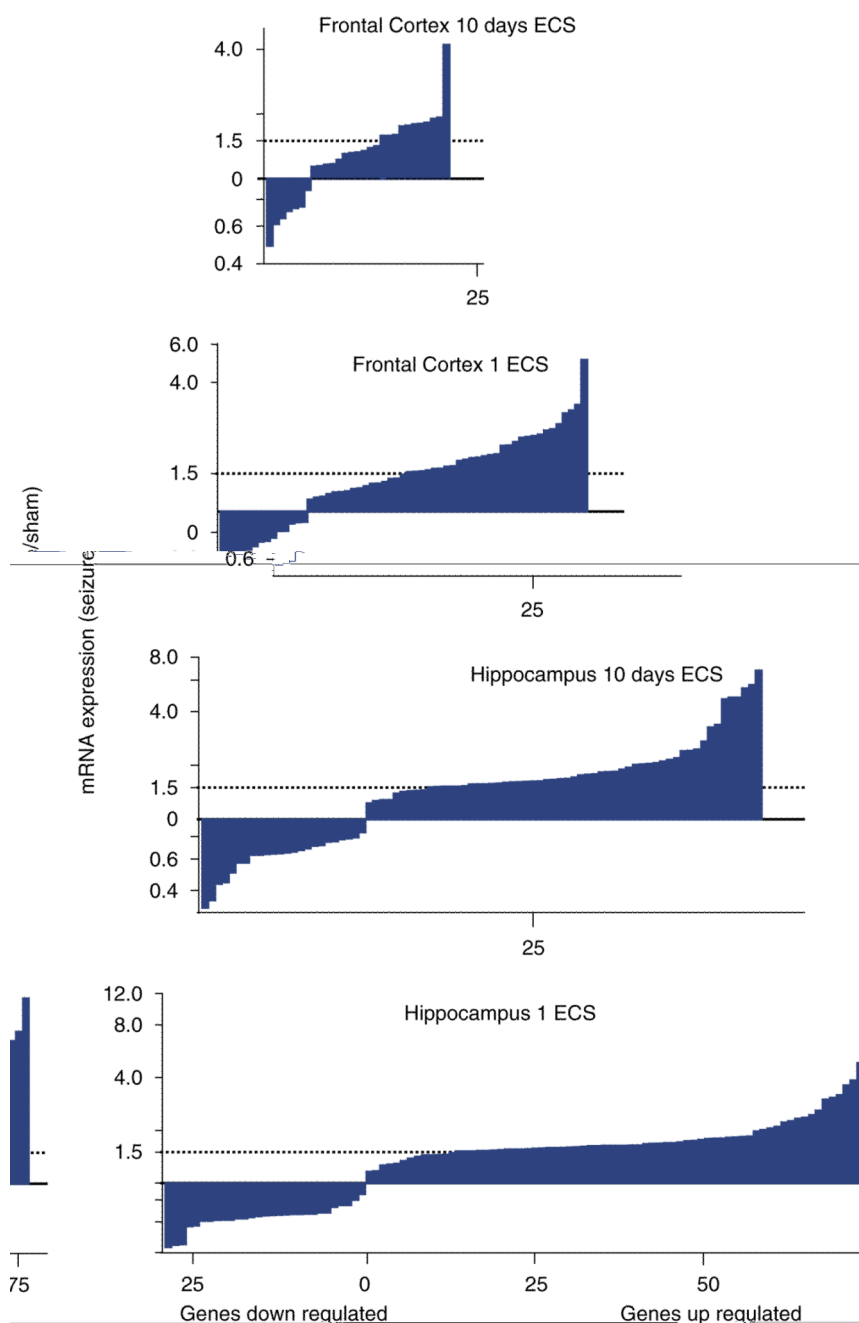 Frontal Cortex 10 days ECS
4.0
1.5
0
0.6
0.4
25
6.0
Frontal Cortex 1 ECS
4.0
1.5
0
0.6
25
/sham)
mRNA expression (seizure
8.0
Hippocampus 10 days ECS
4.0
1.5
0
0.6
0.4
25
12.0
Hippocampus 1 ECS
8.0
4.0
1.5
75 25 0 25 50
Genes down regulated Genes up regulated